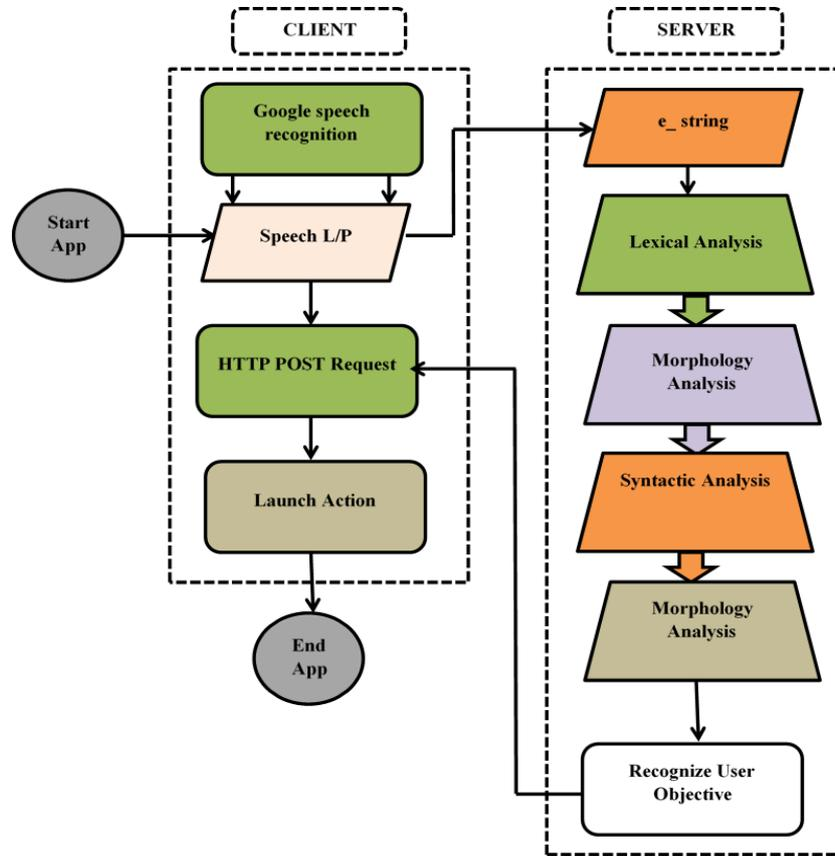 CLIENT
SERVER
Google speech
recognition
e_ string
Start
App
Speech L/P
Lexical Analysis
HTTP POST Request
Morphology
Analysis
Launch Action
Syntactic Analysis
End
App
Morphology
Analysis
Recognize User
Objective